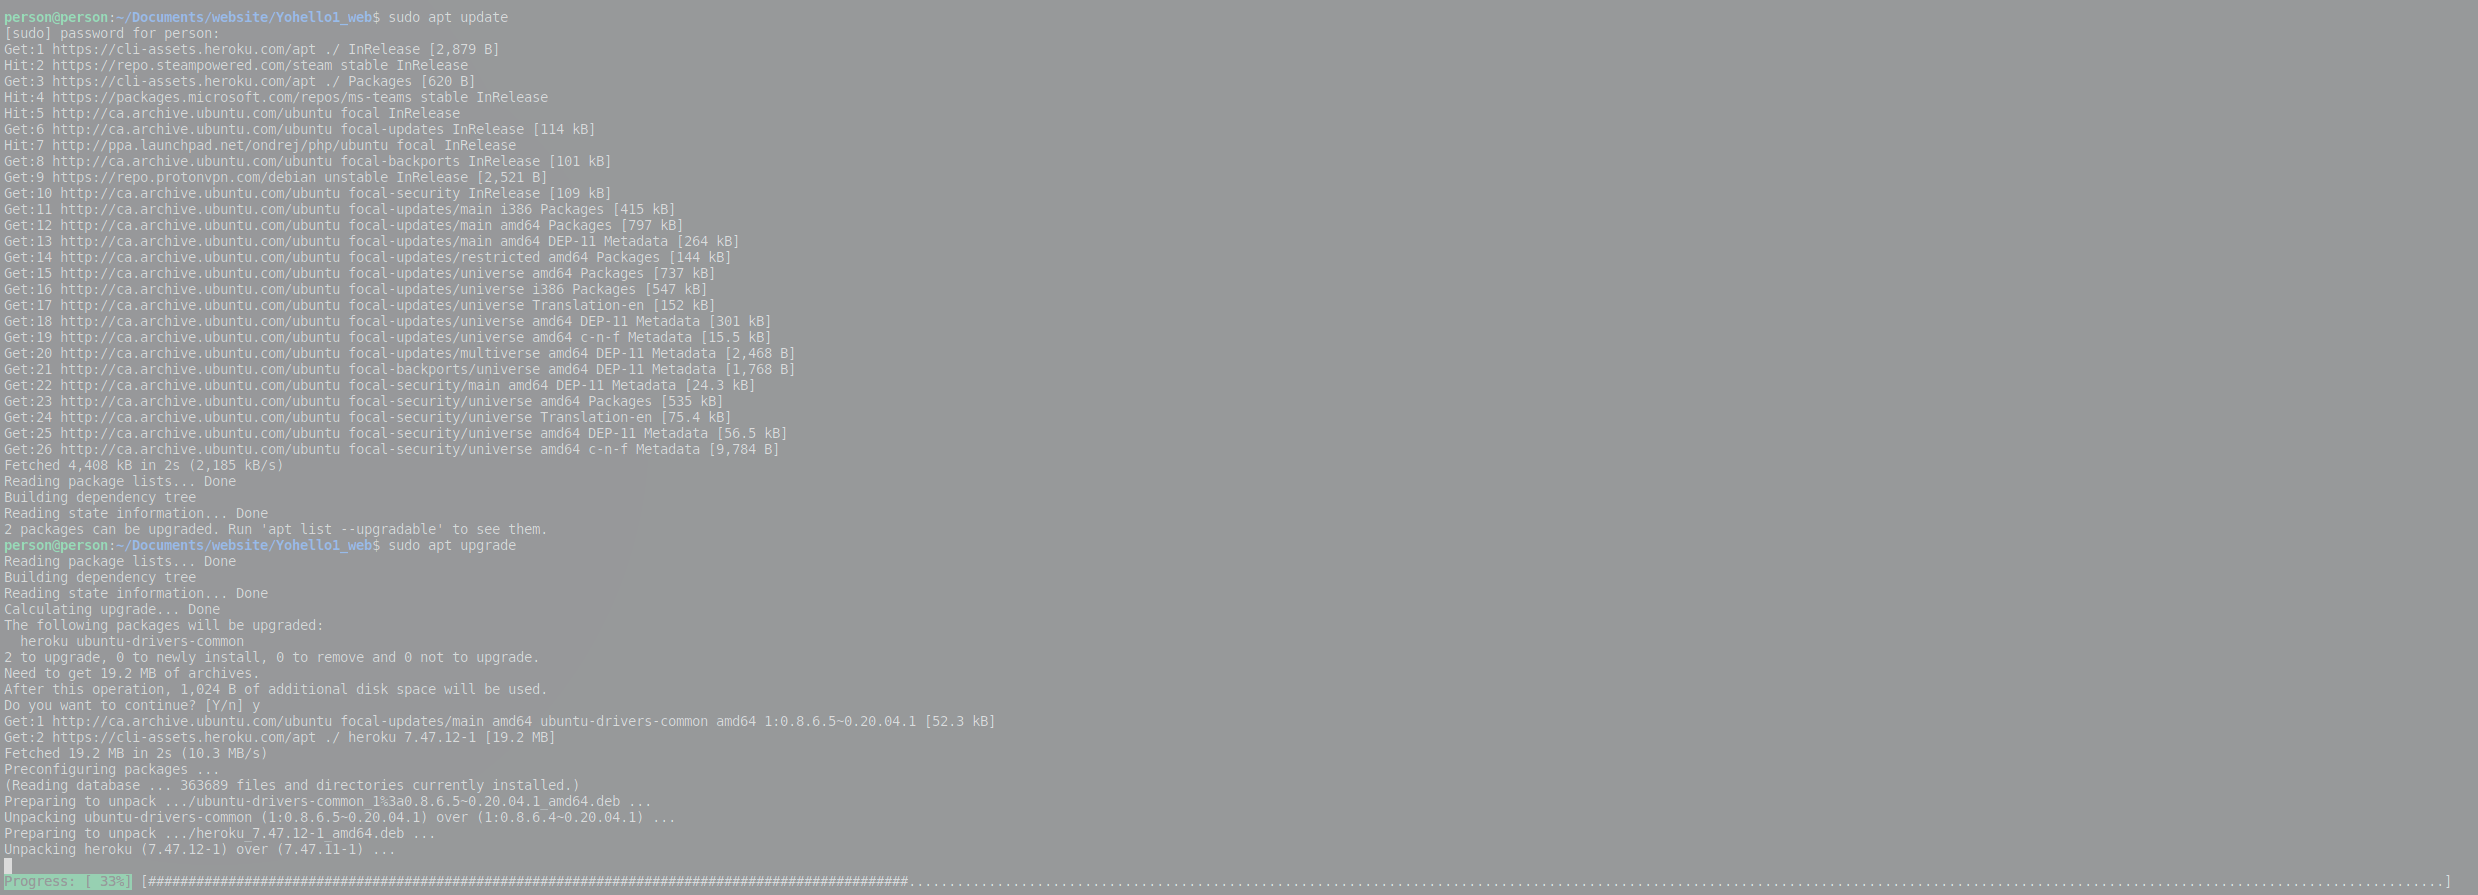 person@person:~/Documents/website/Yohello1_web$ sudo apt update
[sudo] password for person:
Get:1 https://cli-assets.heroku.com/apt ./ InRelease [2,879 B]
Hit:2 https://repo.steampowered.com/steam stable InRelease
Get:3 https://cli-assets.heroku.com/apt ./ Packages [620 B]
Hit:4 https://packages.microsoft.com/repos/ms-teams stable InRelease
Hit:5 http://ca.archive.ubuntu.com/ubuntu focal InRelease
Get:6 http://ca.archive.ubuntu.com/ubuntu focal-updates InRelease [114 kB]
Hit:7 http://ppa.launchpad.net/ondrej/php/ubuntu focal InRelease
Get:8 http://ca.archive.ubuntu.com/ubuntu focal-backports InRelease [101 kB]
Get:9 https://repo.protonvpn.com/debian unstable InRelease [2,521 B]
Get:10 http://ca.archive.ubuntu.com/ubuntu focal-security InRelease [109 kB]
Get:11 http://ca.archive.ubuntu.com/ubuntu focal-updates/main i386 Packages [415 kB]
Get:12 http://ca.archive.ubuntu.com/ubuntu focal-updates/main amd64 Packages [797 kB]
Get:13 http://ca.archive.ubuntu.com/ubuntu focal-updates/main amd64 DEP-11 Metadata [264 kB]
Get:14 http://ca.archive.ubuntu.com/ubuntu focal-updates/restricted amd64 Packages [144 kB]
Get:15 http://ca.archive.ubuntu.com/ubuntu focal-updates/universe amd64 Packages [737 kB]
Get:16 http://ca.archive.ubuntu.com/ubuntu focal-updates/universe i386 Packages [547 kB]
Get:17 http://ca.archive.ubuntu.com/ubuntu focal-updates/universe Translation-en [152 kB]
Get:18 http://ca.archive.ubuntu.com/ubuntu focal-updates/universe amd64 DEP-11 Metadata [301 kB]
Get:19 http://ca.archive.ubuntu.com/ubuntu focal-updates/universe amd64 c-n-f Metadata [15.5 kB]
Get:20 http://ca.archive.ubuntu.com/ubuntu focal-updates/multiverse amd64 DEP-11 Metadata [2,468 B]
Get:21 http://ca.archive.ubuntu.com/ubuntu focal-backports/universe amd64 DEP-11 Metadata [1,768 B]
Get:22 http://ca.archive.ubuntu.com/ubuntu focal-security/main amd64 DEP-11 Metadata [24.3 kB]
Get:23 http://ca.archive.ubuntu.com/ubuntu focal-security/universe amd64 Packages [535 kB]
Get:24 http://ca.archive.ubuntu.com/ubuntu focal-security/universe Translation-en [75.4 kB]
Get:25 http://ca.archive.ubuntu.com/ubuntu focal-security/universe amd64 DEP-11 Metadata [56.5 kB]
Get:26 http://ca.archive.ubuntu.com/ubuntu focal-security/universe amd64 c-n-f Metadata [9,784 B]
Fetched 4,408 kB in 2s (2,185 kB/s)
Reading package lists... Done
Building dependency tree
Reading state information... Done
2 packages can be upgraded. Run 'apt list --upgradable' to see them.
person@person:~/Documents/website/Yohello1_web$ sudo apt upgrade
Reading package lists... Done
Building dependency tree
Reading state information... Done
Calculating upgrade... Done
The following packages will be upgraded:
  heroku ubuntu-drivers-common
2 to upgrade, 0 to newly install, 0 to remove and 0 not to upgrade.
Need to get 19.2 MB of archives.
After this operation, 1,024 B of additional disk space will be used.
Do you want to continue? [Y/n] y
Get:1 http://ca.archive.ubuntu.com/ubuntu focal-updates/main amd64 ubuntu-drivers-common amd64 1:0.8.6.5~0.20.04.1 [52.3 kB]
Get:2 https://cli-assets.heroku.com/apt ./ heroku 7.47.12-1 [19.2 MB]
Fetched 19.2 MB in 2s (10.3 MB/s)
Preconfiguring packages ...
(Reading database ... 363689 files and directories currently installed.)
Preparing to unpack .../ubuntu-drivers-common_1%3a0.8.6.5~0.20.04.1_amd64.deb ...
Unpacking ubuntu-drivers-common (1:0.8.6.5~0.20.04.1) over (1:0.8.6.4~0.20.04.1) ...
Preparing to unpack .../heroku_7.47.12-1_amd64.deb ...
Unpacking heroku (7.47.12-1) over (7.47.11-1) ...
Progress: [ 33%] [###############################################################################################................................................................................................................................................................................................]